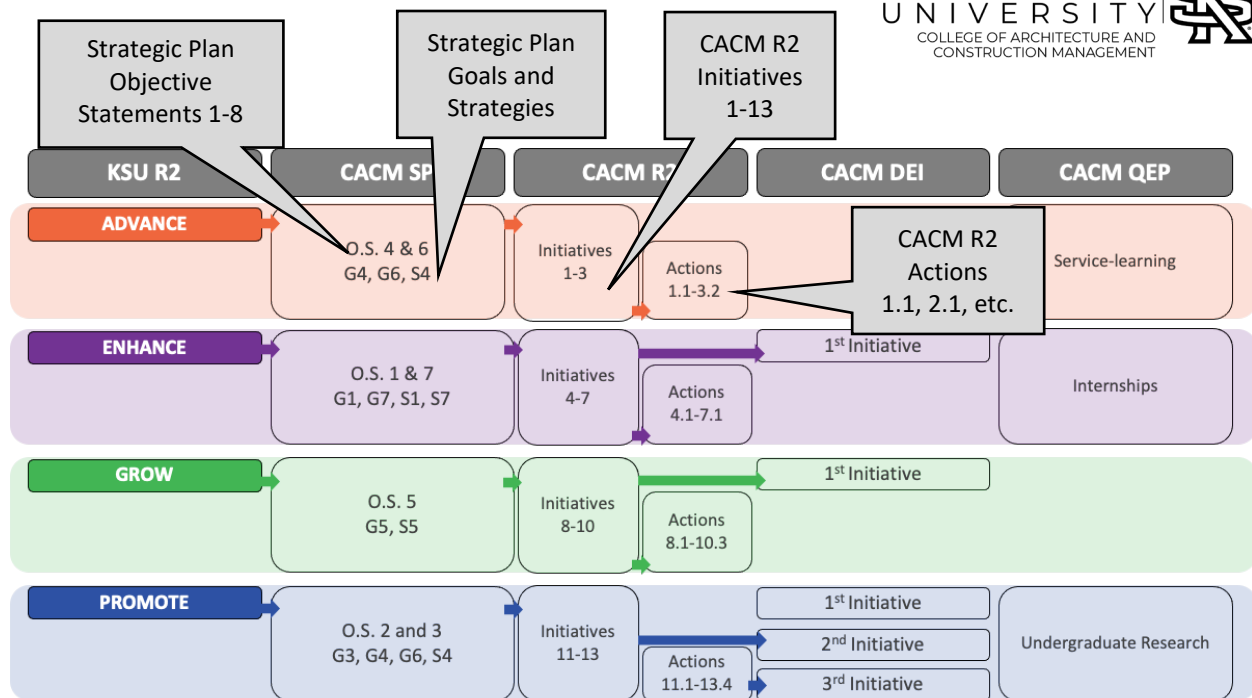 UNIVERSITY
COLLEGE OF ARCHITECTURE AND
CONSTRUCTION MANAGEMENT
Strategic Plan
Objective
Statements 1-8
Strategic Plan
Goals and
Strategies
CACM R2
Initiatives
1-13
KSU R2
CACM SP
CACM R2
CACM DEI
CACM QEP
ADVANCE
O.S. 4 & 6
G4, G6, S4
Initiatives
1-3
Actions
1.1-3.2
CACM R2
Actions
1.1, 2.1, etc.
Service-learning
ENHANCE
O.S. 1 & 7
G1, G7, S1, S7
Initiatives
4-7
Actions
4.1-7.1
1st Initiative
Internships
GROW
O.S. 5
G5, S5
Initiatives
8-10
Actions
8.1-10.3
1st Initiative
PROMOTE
O.S. 2 and 3
G3, G4, G6, S4
Initiatives
11-13
Actions
11.1-13.4
1st Initiative
2nd Initiative
3rd Initiative
Undergraduate Research